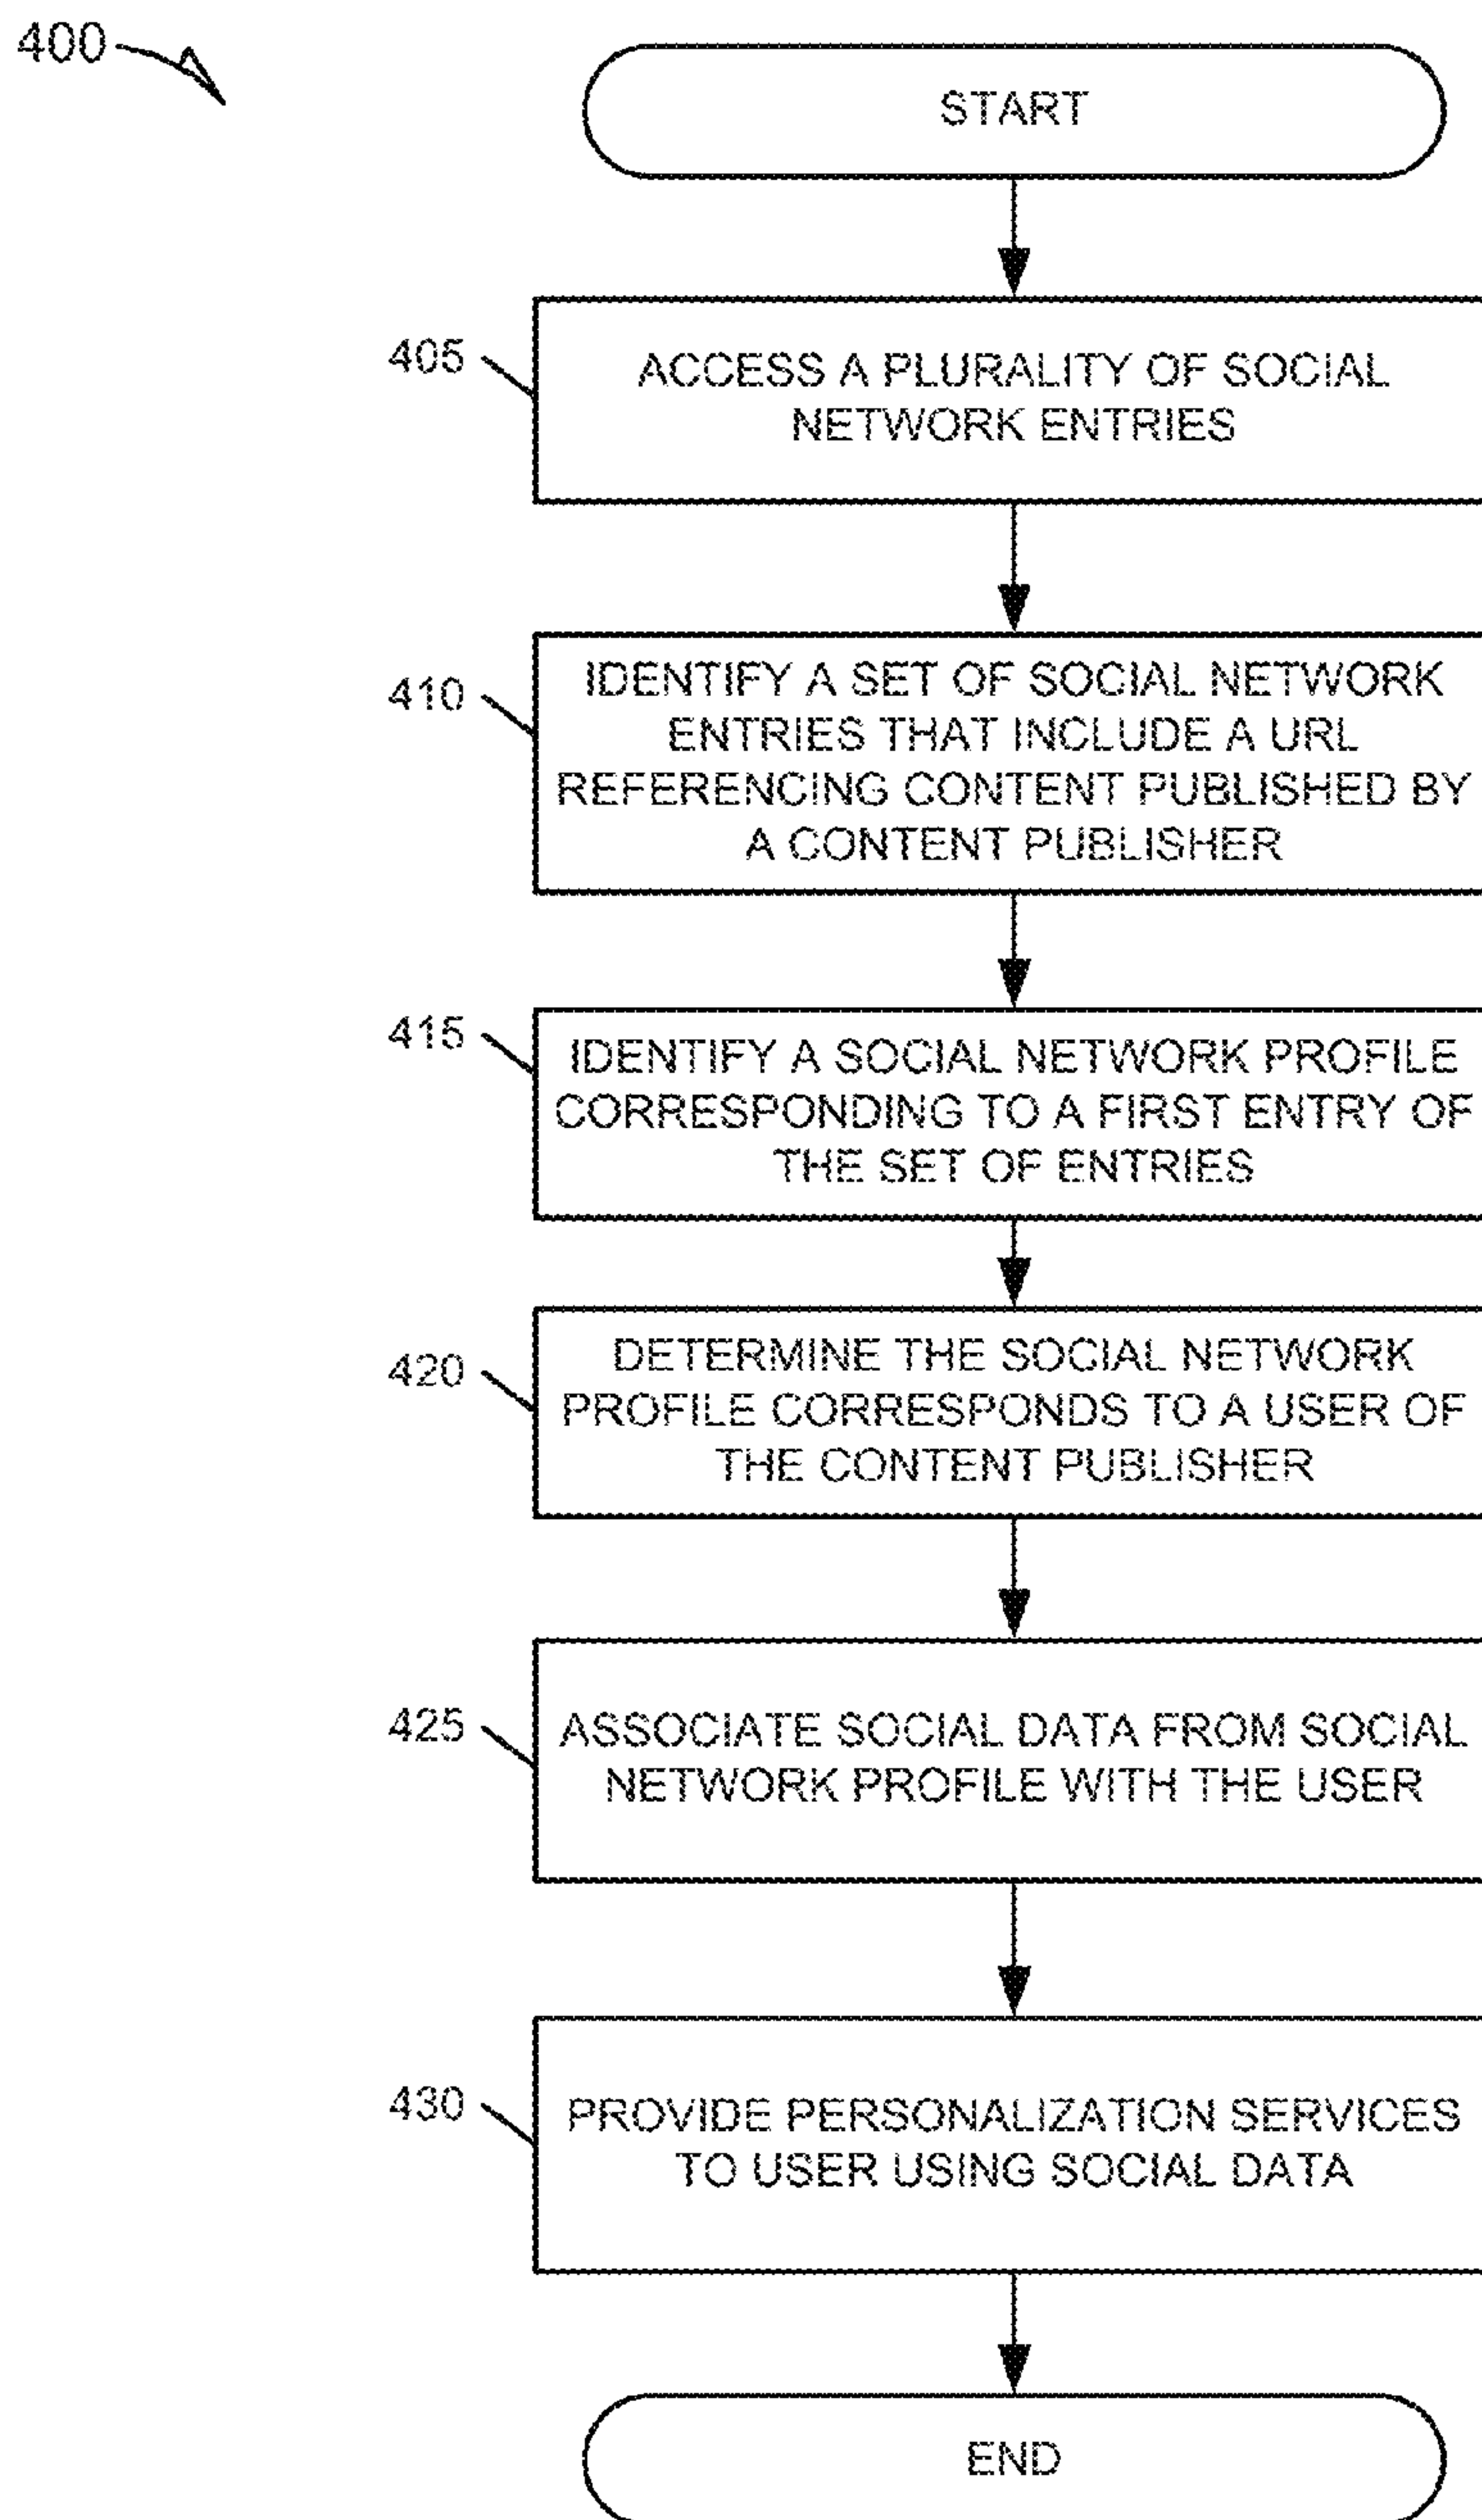 400
START
405
ACCESS A PLURALITY OF SOCIAL
NETWORK ENTRIES
410
IDENTIFY A SET OF SOCIAL NETWORK
ENTRIES THAT INCLUDE A URL
REFERENCING CONTENT PUBLISHED BY
A CONTENT PUBLISHER
415
IDENTIFY A SOCIAL NETWORK PROFILE
CORRESPONDING TO A FIRST ENTRY OF
THE SET OF ENTRIES
420
DETERMINE THE SOCIAL NETWORK
PROFILE CORRESPONDS TO A USER OF
THE CONTENT PUBLISHER
425
ASSOCIATE SOCIAL DATA FROM SOCIAL
NETWORK PROFILE WITH THE USER
430
PROVIDE PERSONALIZATION SERVICES
TO USER USING SOCIAL DATA
END